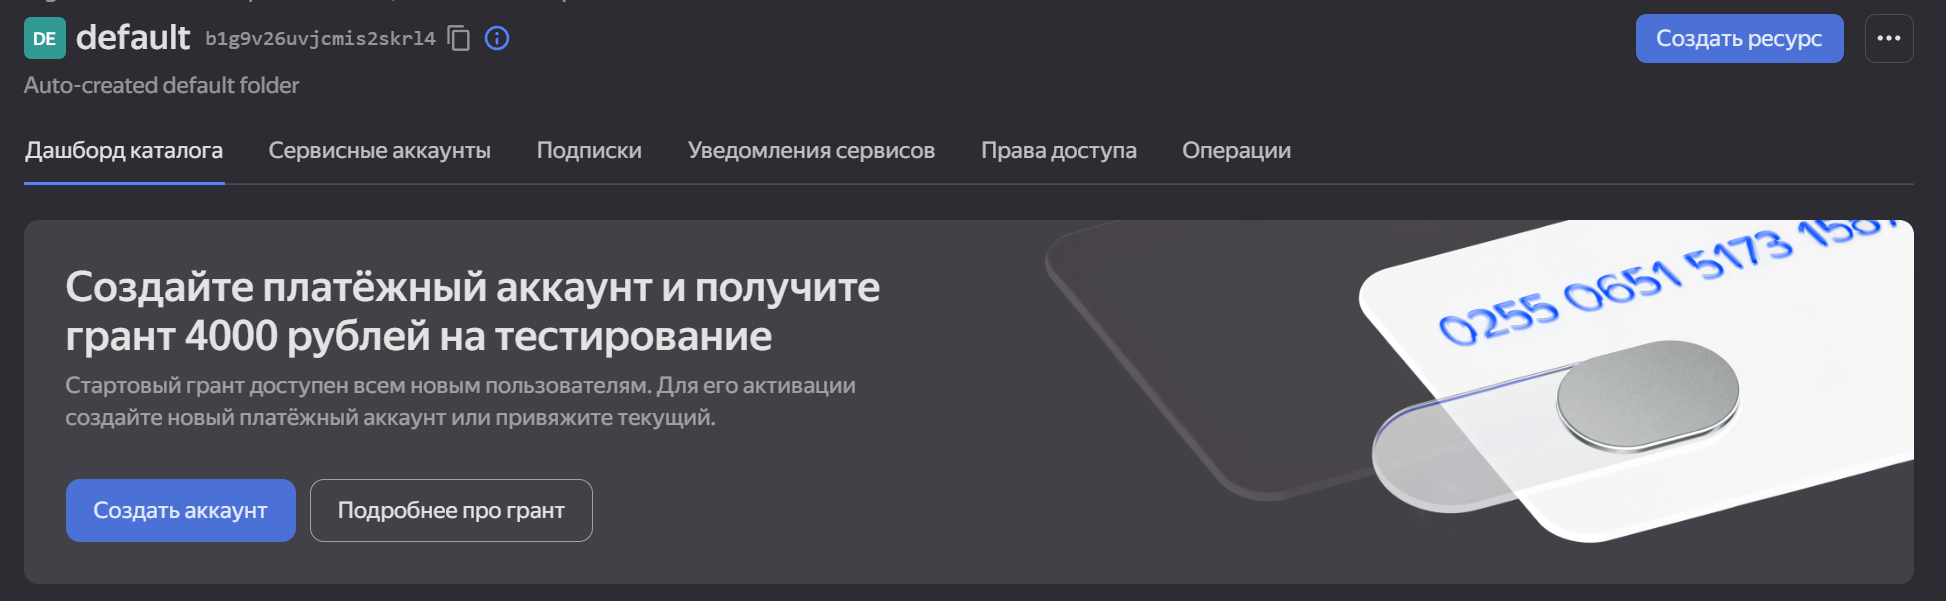 DE default b1g9v26uvjcmis2skrl4
Создать ресурс
Auto-created default folder
Дашборд каталога Сервисные аккаунты Подписки Уведомления сервисов Права доступа Операции
Создайте платёжный аккаунт и получите
грант 4000 рублей на тестирование
Стартовый грант доступен всем новым пользователям. Для его активации
создайте новый платёжный аккаунт или привяжите текущий.
Создать аккаунт Подробнее про грант
0255 0651 5173 1581